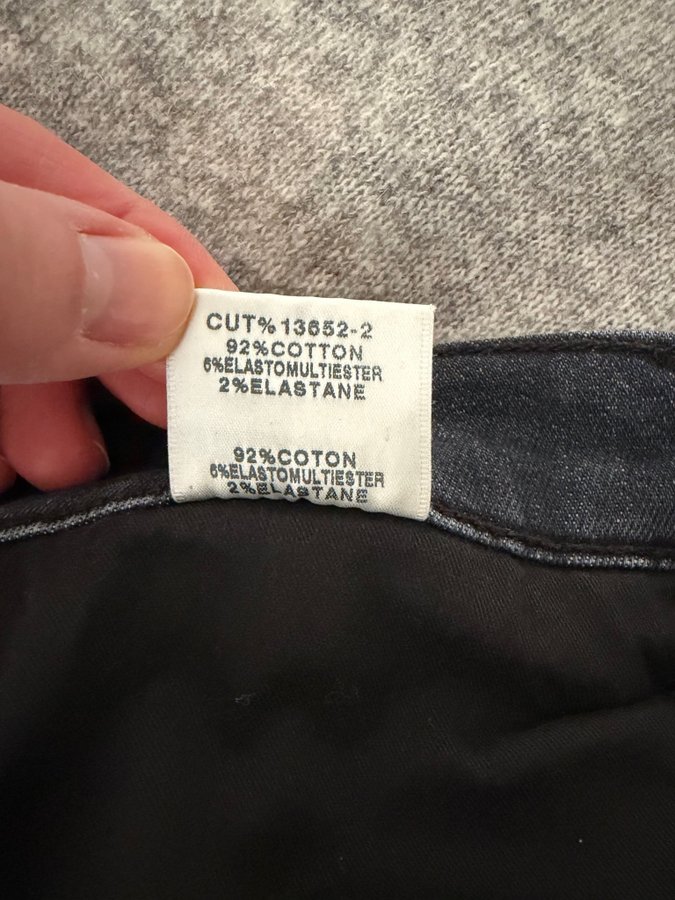 CUT% 13652-2
92%COTTON
6%ELASTOMULTIESTER
2%ELASTANE
92%COTON
6%ELASTOMULTIESTER
2%ELASTANE